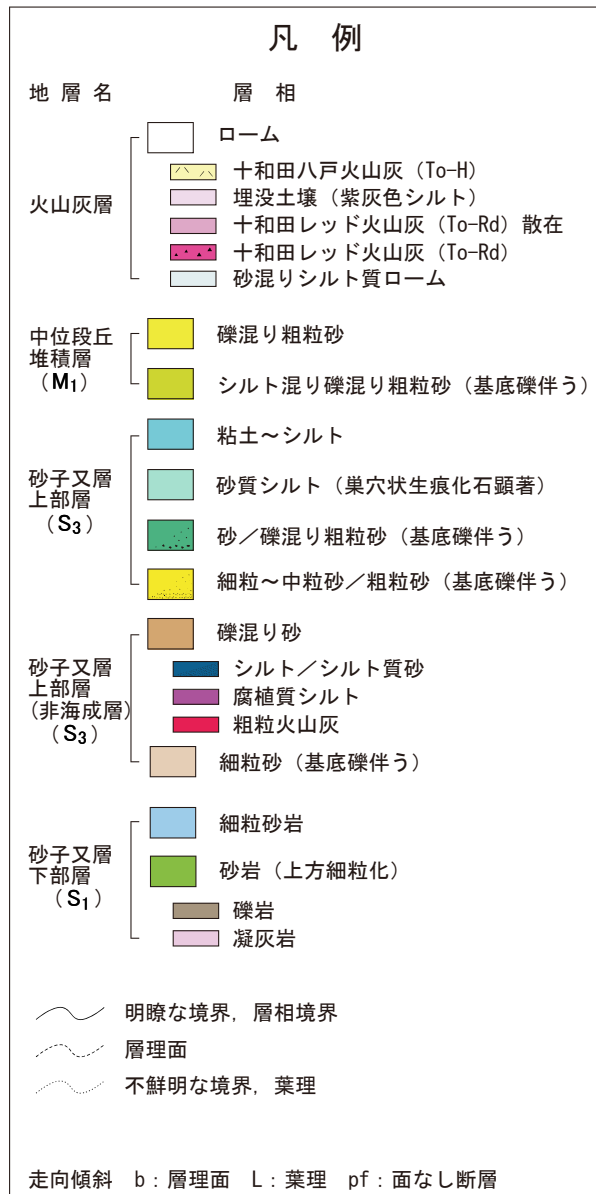 凡 例
地 層 名 層 相
火山灰層
ローム
十和田八戸火山灰（To-H）
埋没土壌（紫灰色シルト）
十和田レッド火山灰（To-Rd）散在
十和田レッド火山灰（To-Rd）
砂混りシルト質ローム
中位段丘
堆積層
（M1）
礫混り粗粒砂
シルト混り礫混り粗粒砂（基底礫伴う）
砂子又層
上部層
（S3）
粘土～シルト
砂質シルト（巣穴状生痕化石顕著）
砂／礫混り粗粒砂（基底礫伴う）
細粒～中粒砂／粗粒砂（基底礫伴う）
砂子又層
上部層
(非海成層)
（S3）
礫混り砂
シルト／シルト質砂
腐植質シルト
粗粒火山灰
細粒砂（基底礫伴う）
砂子又層
下部層
（S1）
細粒砂岩
砂岩（上方細粒化）
礫岩
凝灰岩
明瞭な境界，層相境界
層理面
不鮮明な境界，葉理
走向傾斜 b：層理面 L：葉理 pf：面なし断層